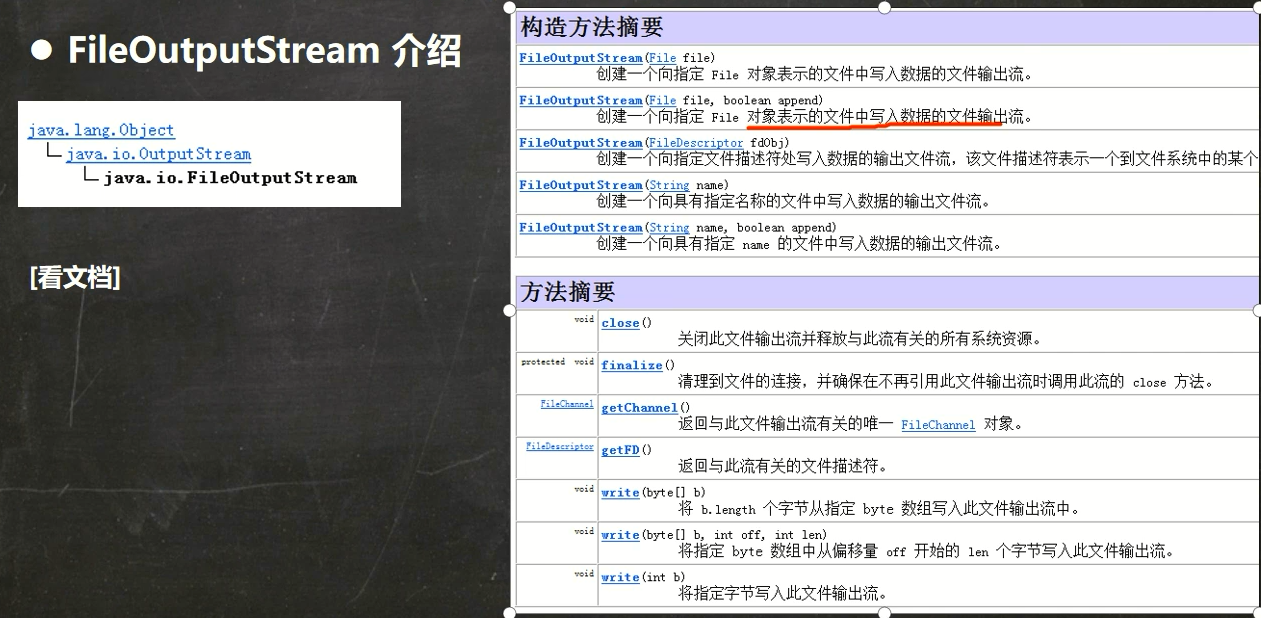 ● FileOutputStream 介绍
java.lang.Object
java.io.OutputStream
java.io.FileOutputStream
[看文档]
构造方法摘要
FileOutputStream(File file)
创建一个向指定 File 对象表示的文件中写入数据的文件输出流。
FileOutputStream(File file, boolean append)
创建一个向指定 File 对象表示的文件中写入数据的文件输出流。
FileOutputStream(FileDescriptor fdObj)
创建一个向指定文件描述符处写入数据的输出文件流，该文件描述符表示一个到文件系统中的某个
FileOutputStream(String name)
创建一个向具有指定名称的文件中写入数据的输出文件流。
FileOutputStream(String name, boolean append)
创建一个向具有指定 name 的文件中写入数据的输出文件流。
方法摘要
void close()
关闭此文件输出流并释放与此流有关的所有系统资源。
protected void finalize()
清理到文件的连接，并确保在不再引用此文件输出流时调用此流的 close 方法。
FileChannel getChannel()
返回与此文件输出流有关的唯一 FileChannel 对象。
FileDescriptor getFD()
返回与此流有关的文件描述符。
void write(byte[] b)
将 b.length 个字节从指定 byte 数组写入此文件输出流中。
void write(byte[] b, int off, int len)
将指定 byte 数组中从偏移量 off 开始的 len 个字节写入此文件输出流。
void write(int b)
将指定字节写入此文件输出流。